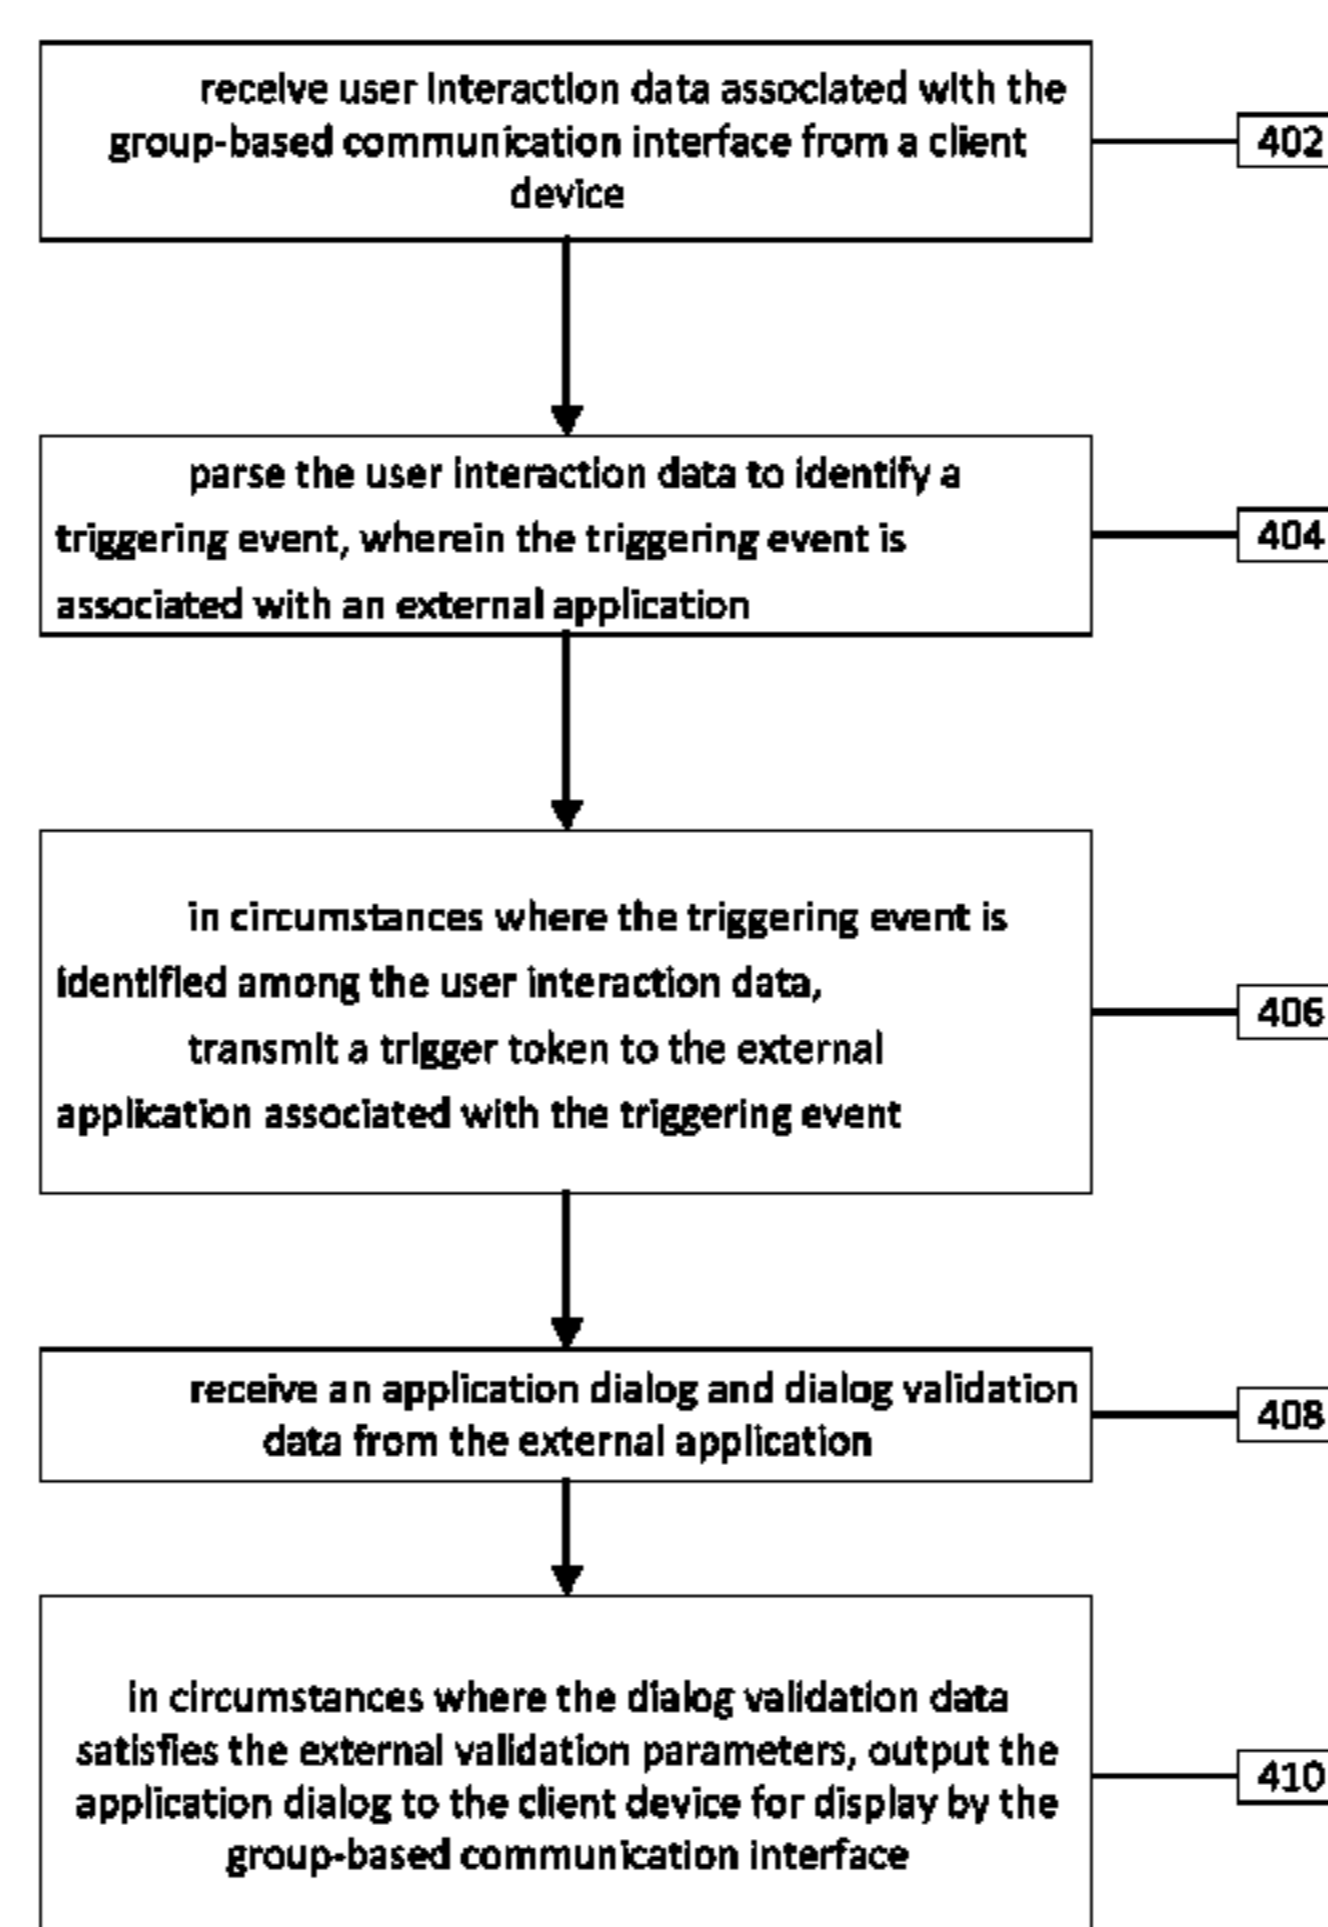 receive user interaction data associated with the
group-based communication interface from a client
device
402
parse the user interaction data to identify a
triggering event, wherein the triggering event is
associated with an external application
404
in circumstances where the triggering event is
identified among the user interaction data,
transmit a trigger token to the external
application associated with the triggering event
406
receive an application dialog and dialog validation
data from the external application
408
in circumstances where the dialog validation data
satisfies the external validation parameters, output the
application dialog to the client device for display by the
group-based communication interface
410